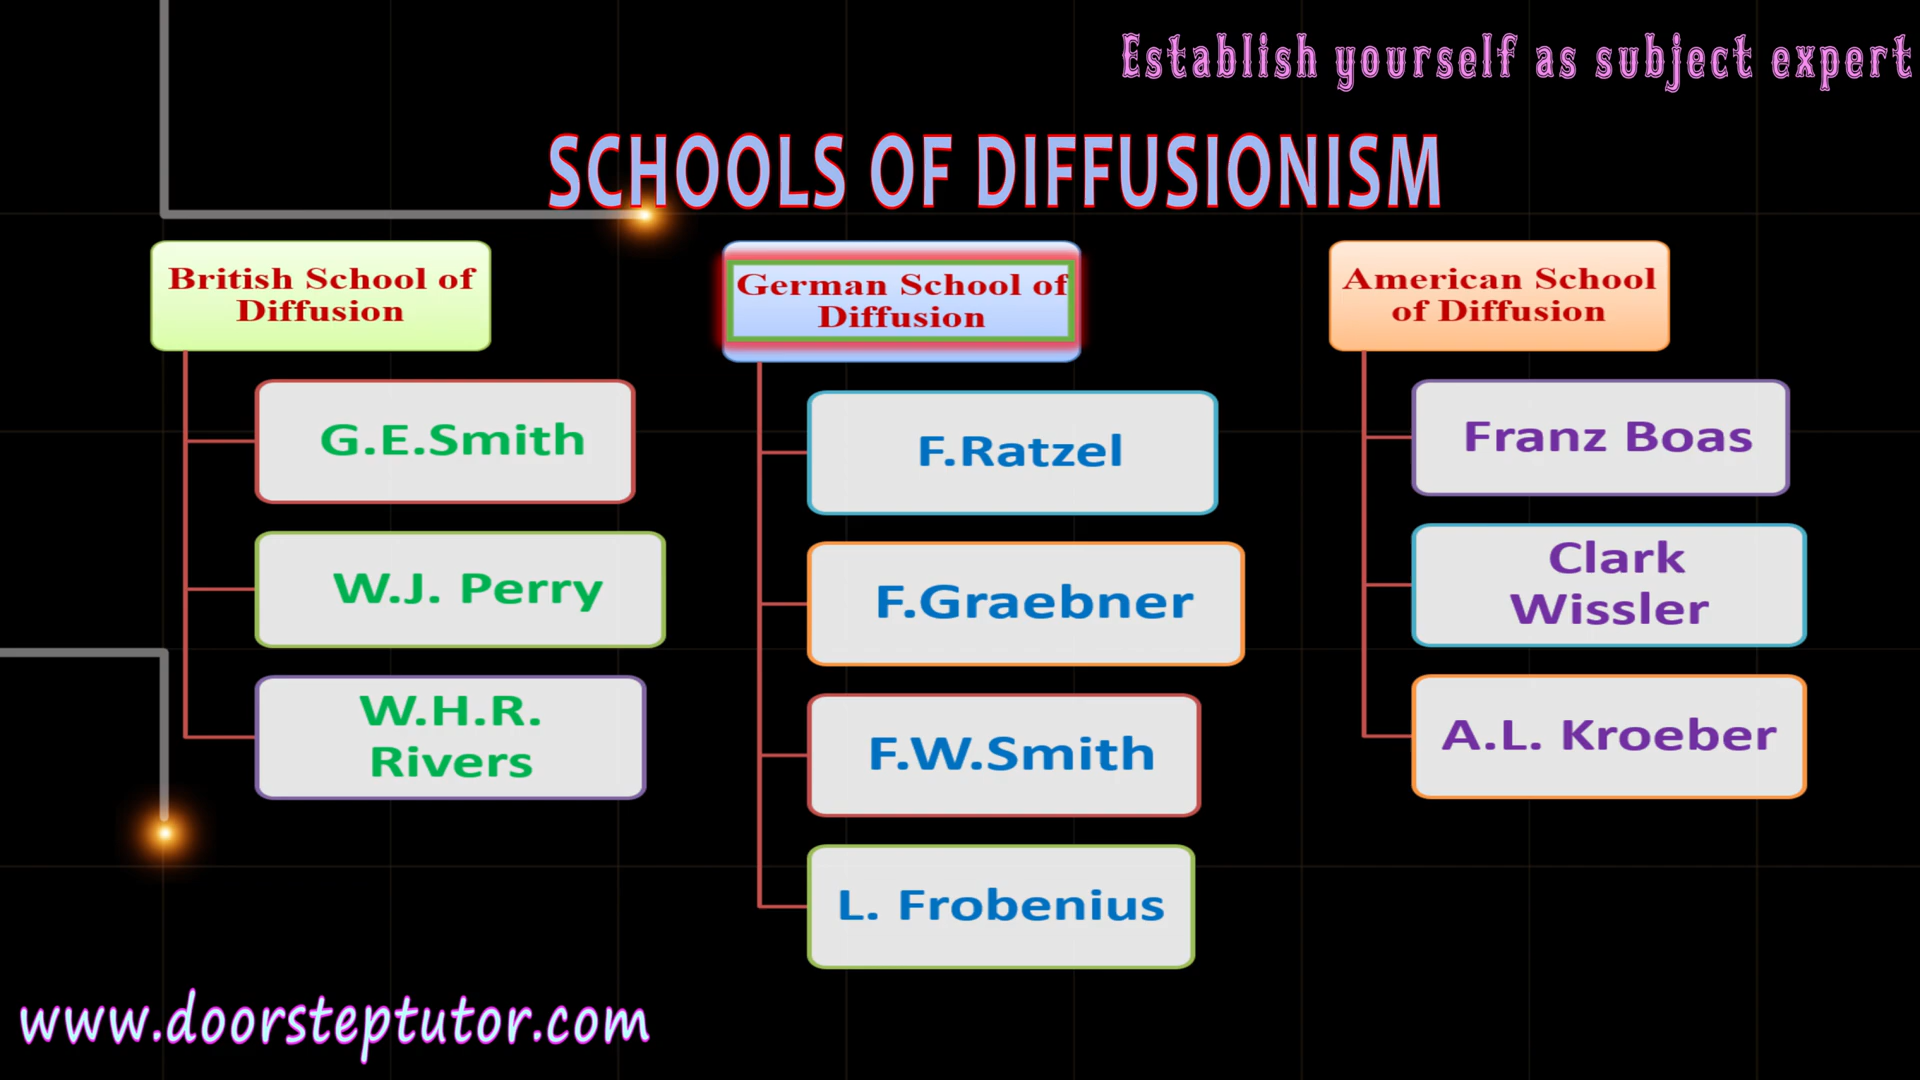 Establish yourself as subject expert
SCHOOLS OF DIFFUSIONISM
British School of
Diffusion
G.E.Smith
W.J. Perry
W.H.R.
Rivers
German School of
Diffusion
F.Ratzel
F.Graebner
F.W.Smith
L. Frobenius
American School
of Diffusion
Franz Boas
Clark
Wissler
A.L. Kroeber
www.doorsteptutor.com